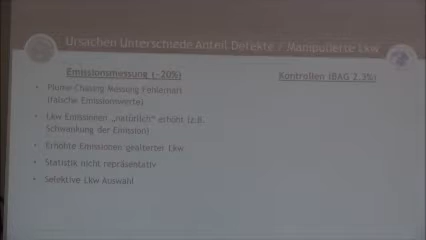 Ursachen Unterschiede Anteil Defekte / Manipulierte Lkw
Emissionsmessung (~20%)
Kontrollen (BAG 2.3%)
• Plume Chasing Messung Fehlerhaft
(falsche Emissionswerte)
• Lkw Emissionen „natürlich“ erhöht (z.B.
Schwankung der Emission)
• Erhöhte Emissionen gealterter Lkw
• Statistik nicht repräsentativ
• Selektive Lkw Auswahl